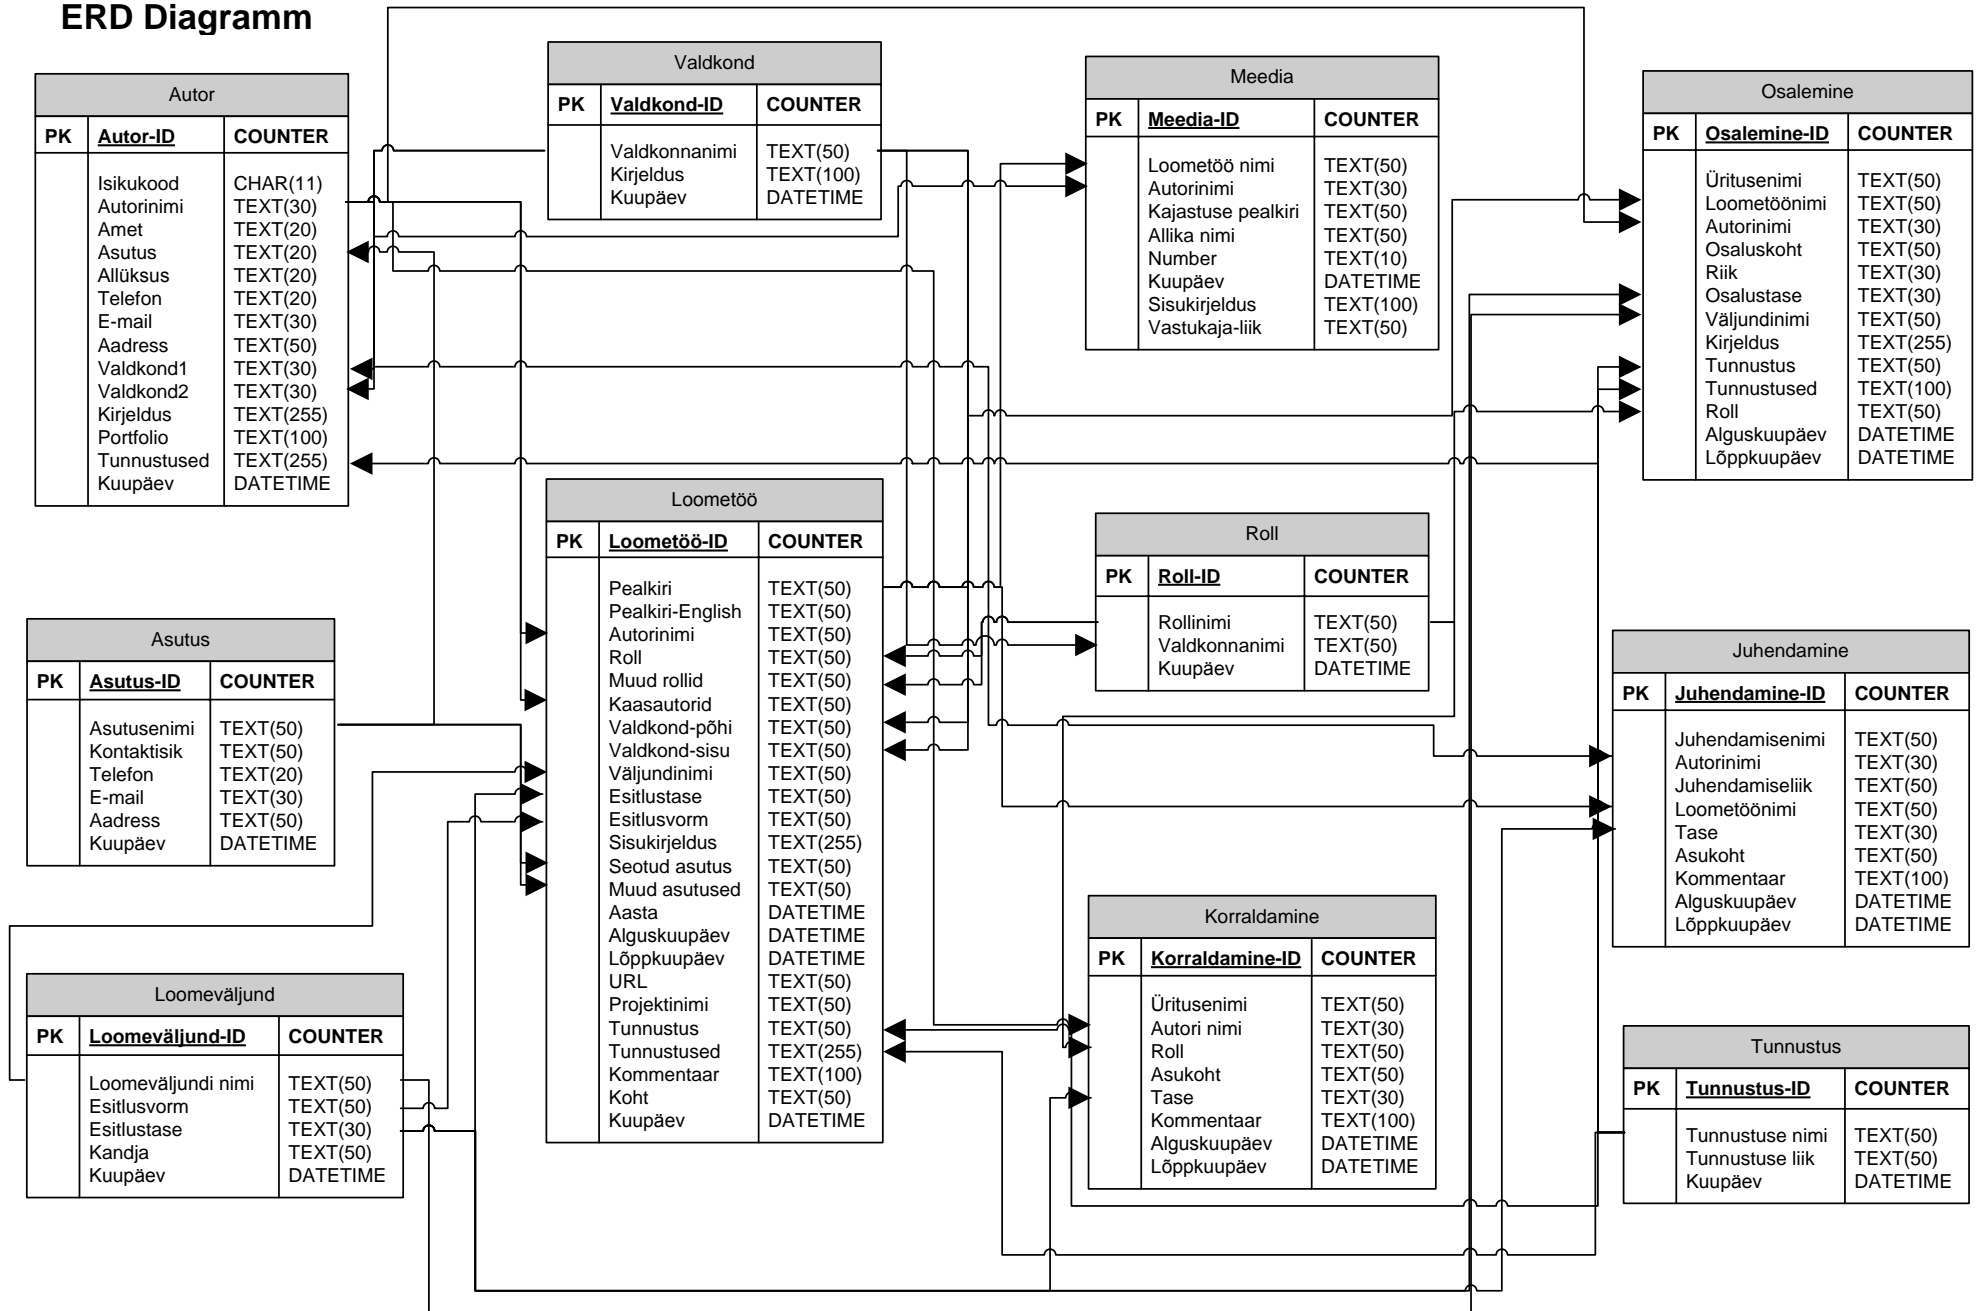 ERD Diagramm
Autor
PK Autor-ID COUNTER
Isikukood CHAR(11)
Autorinimi TEXT(30)
Amet TEXT(20)
Asutus TEXT(20)
Allüksus TEXT(20)
Telefon TEXT(20)
E-mail TEXT(30)
Aadress TEXT(50)
Valdkond1 TEXT(30)
Valdkond2 TEXT(30)
Kirjeldus TEXT(255)
Portfolio TEXT(100)
Tunnustused TEXT(255)
Kuupäev DATETIME
Valdkond
PK Valdkond-ID COUNTER
Valdkonnanimi TEXT(50)
Kirjeldus TEXT(100)
Kuupäev DATETIME
Meedia
PK Meedia-ID COUNTER
Loometöö nimi TEXT(50)
Autorinimi TEXT(30)
Kajastuse pealkiri TEXT(50)
Allika nimi TEXT(50)
Number TEXT(10)
Kuupäev DATETIME
Sisukirjeldus TEXT(100)
Vastukaja-liik TEXT(50)
Osalemine
PK Osalemine-ID COUNTER
Üritusenimi TEXT(50)
Loometöönimi TEXT(50)
Autorinimi TEXT(30)
Osaluskoht TEXT(50)
Riik TEXT(30)
Osalustase TEXT(30)
Väljundinimi TEXT(50)
Kirjeldus TEXT(255)
Tunnustus TEXT(50)
Tunnustused TEXT(100)
Roll TEXT(50)
Alguskuupäev DATETIME
Lõppkuupäev DATETIME
Loometöö
PK Loometöö-ID COUNTER
Pealkiri TEXT(50)
Pealkiri-English TEXT(50)
Autorinimi TEXT(50)
Roll TEXT(50)
Muud rollid TEXT(50)
Kaasautorid TEXT(50)
Valdkond-põhi TEXT(50)
Valdkond-sisu TEXT(50)
Väljundinimi TEXT(50)
Esitlustase TEXT(50)
Esitlusvorm TEXT(50)
Sisukirjeldus TEXT(255)
Seotud asutus TEXT(50)
Muud asutused TEXT(50)
Aasta DATETIME
Alguskuupäev DATETIME
Lõppkuupäev DATETIME
URL TEXT(50)
Projektinimi TEXT(50)
Tunnustus TEXT(50)
Tunnustused TEXT(255)
Kommentaar TEXT(100)
Koht TEXT(50)
Kuupäev DATETIME
Roll
PK Roll-ID COUNTER
Rollinimi TEXT(50)
Valdkonnanimi TEXT(50)
Kuupäev DATETIME
Asutus
PK Asutus-ID COUNTER
Asutusenimi TEXT(50)
Kontaktisik TEXT(50)
Telefon TEXT(20)
E-mail TEXT(30)
Aadress TEXT(50)
Kuupäev DATETIME
Juhendamine
PK Juhendamine-ID COUNTER
Juhendamisenimi TEXT(50)
Autorinimi TEXT(30)
Juhendamiseliik TEXT(50)
Loometöönimi TEXT(50)
Tase TEXT(30)
Asukoht TEXT(50)
Kommentaar TEXT(100)
Alguskuupäev DATETIME
Lõppkuupäev DATETIME
Korraldamine
PK Korraldamine-ID COUNTER
Üritusenimi TEXT(50)
Autori nimi TEXT(30)
Roll TEXT(50)
Asukoht TEXT(50)
Tase TEXT(30)
Kommentaar TEXT(100)
Alguskuupäev DATETIME
Lõppkuupäev DATETIME
Loomeväljund
PK Loomeväljund-ID COUNTER
Loomeväljundi nimi TEXT(50)
Esitlusvorm TEXT(50)
Esitlustase TEXT(30)
Kandja TEXT(50)
Kuupäev DATETIME
Tunnustus
PK Tunnustus-ID COUNTER
Tunnustuse nimi TEXT(50)
Tunnustuse liik TEXT(50)
Kuupäev DATETIME